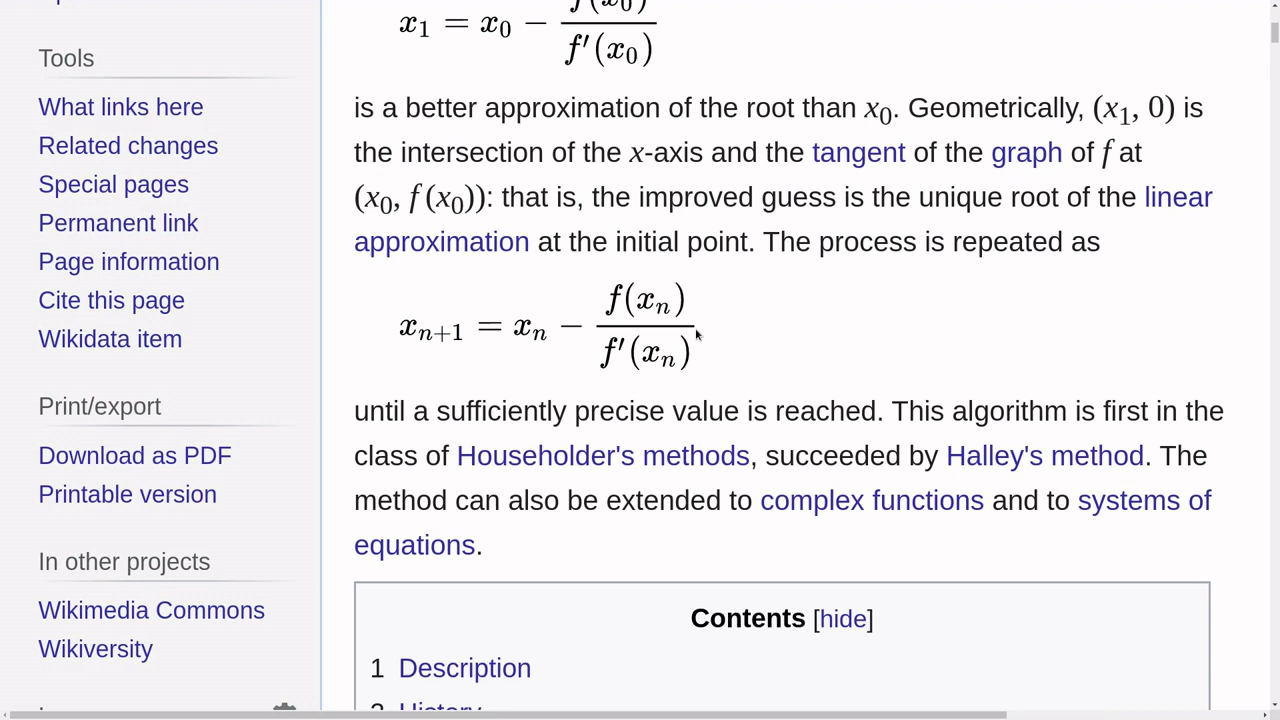 Tools
What links here
Related changes
Special pages
Permanent link
Page information
Cite this page
Wikidata item
Print/export
Download as PDF
Printable version
In other projects
Wikimedia Commons
Wikiversity
x₁ = x₀ − f(x₀) / f′(x₀)
is a better approximation of the root than x₀. Geometrically, (x₁, 0) is
the intersection of the x-axis and the tangent of the graph of f at
(x₀, f(x₀)): that is, the improved guess is the unique root of the linear
approximation at the initial point. The process is repeated as
xₙ₊₁ = xₙ − f(xₙ) / f′(xₙ)
until a sufficiently precise value is reached. This algorithm is first in the
class of Householder's methods, succeeded by Halley's method. The
method can also be extended to complex functions and to systems of
equations.
Contents [hide]
1 Description
2 History